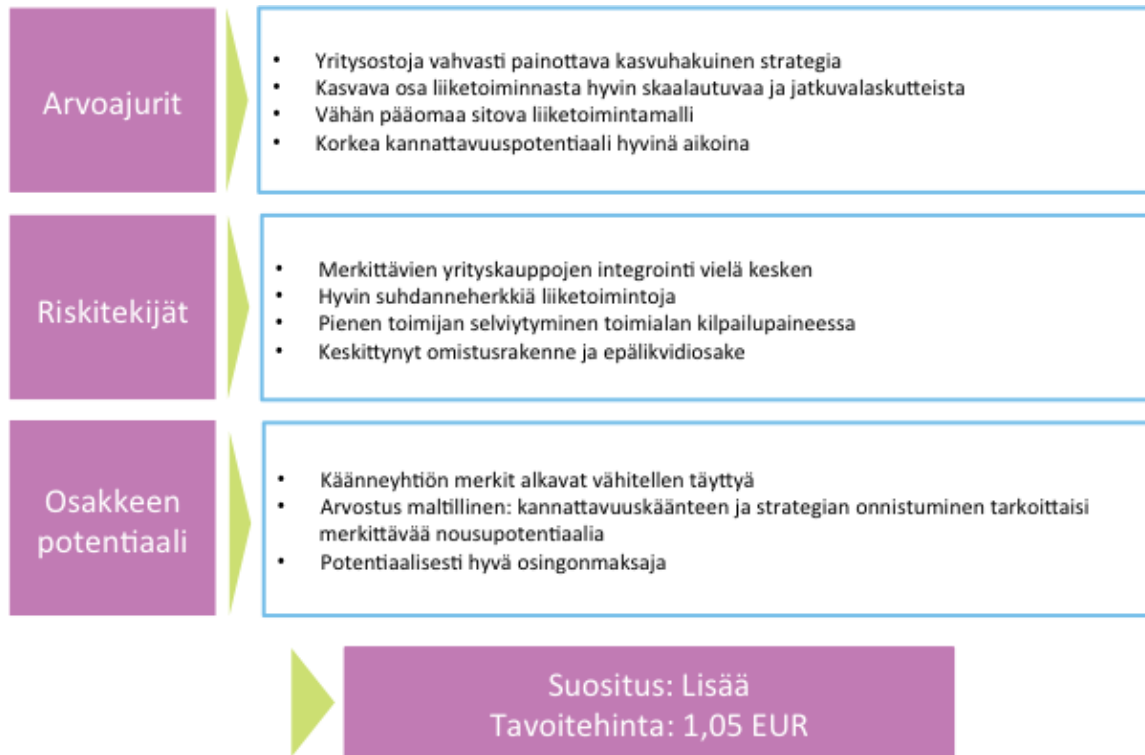 Arvoajurit
• Yritysostoja vahvasti painottava kasvuhakuinen strategia
• Kasvava osa liiketoiminnasta hyvin skaalautuvaa ja jatkuvalaskutteista
• Vähän pääomaa sitova liiketoimintamalli
• Korkea kannattavuuspotentiaali hyvinä aikoina
Riskitekijät
• Merkittävien yrityskauppojen integrointi vielä kesken
• Hyvin suhdanneherkkiä liiketoimintoja
• Pienen toimijan selviytyminen toimialan kilpailupaineessa
• Keskittynyt omistusrakenne ja epälikvidiosake
Osakkeen
potentiaali
• Käänneyhtiön merkit alkavat vähitellen täyttyä
• Arvostus maltillinen: kannattavuuskäänteen ja strategian onnistuminen tarkoittaisi
merkittävää nousupotentiaalia
• Potentiaalisesti hyvä osingonmaksaja
Suositus: Lisää
Tavoitehinta: 1,05 EUR